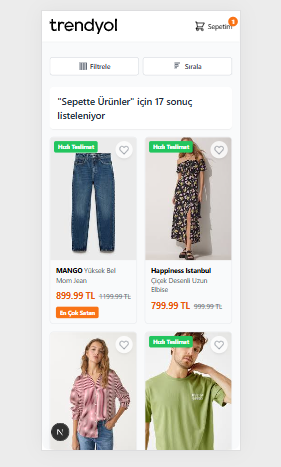 trendyol
Sepetim
1
Filtrele
Sırala
"Sepette Ürünler" için 17 sonuç
listeleniyor
Hızlı Teslimat
Hızlı Teslimat
MANGO Yüksek Bel
Mom Jean
899.99 TL 1199.99 TL
En Çok Satan
Happiness Istanbul
Çiçek Desenli Uzun
Elbise
799.99 TL 999.99 TL
Hızlı Teslimat
N